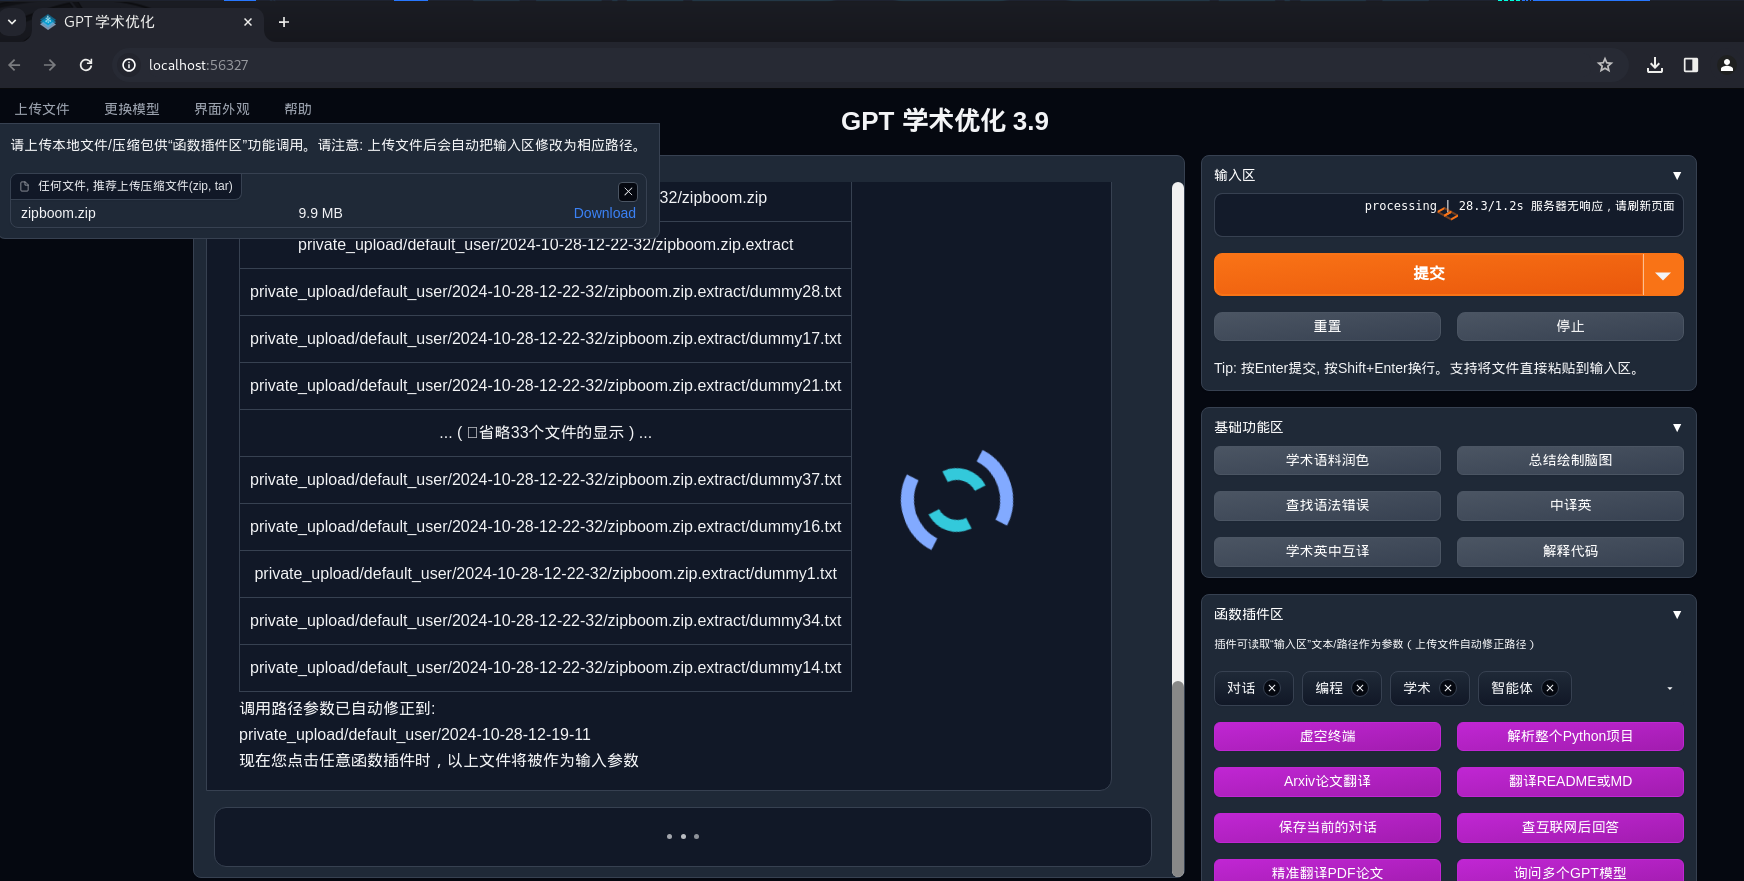 GPT 学术优化
localhost:56327
上传文件
更换模型
界面外观
帮助
GPT 学术优化 3.9
请上传本地文件/压缩包供“函数插件区”功能调用。请注意: 上传文件后会自动把输入区修改为相应路径。
任何文件, 推荐上传压缩文件(zip, tar)
zipboom.zip 9.9 MB Download
32/zipboom.zip
private_upload/default_user/2024-10-28-12-22-32/zipboom.zip.extract
private_upload/default_user/2024-10-28-12-22-32/zipboom.zip.extract/dummy28.txt
private_upload/default_user/2024-10-28-12-22-32/zipboom.zip.extract/dummy17.txt
private_upload/default_user/2024-10-28-12-22-32/zipboom.zip.extract/dummy21.txt
... ( 省略33个文件的显示 ) ...
private_upload/default_user/2024-10-28-12-22-32/zipboom.zip.extract/dummy37.txt
private_upload/default_user/2024-10-28-12-22-32/zipboom.zip.extract/dummy16.txt
private_upload/default_user/2024-10-28-12-22-32/zipboom.zip.extract/dummy1.txt
private_upload/default_user/2024-10-28-12-22-32/zipboom.zip.extract/dummy34.txt
private_upload/default_user/2024-10-28-12-22-32/zipboom.zip.extract/dummy14.txt
调用路径参数已自动修正到:
private_upload/default_user/2024-10-28-12-19-11
现在您点击任意函数插件时，以上文件将被作为输入参数
输入区
processing | 28.3/1.2s 服务器无响应，请刷新页面
提交
重置
停止
Tip: 按Enter提交, 按Shift+Enter换行。支持将文件直接粘贴到输入区。
基础功能区
学术语料润色
总结绘制脑图
查找语法错误
中译英
学术英中互译
解释代码
函数插件区
插件可读取“输入区”文本/路径作为参数（上传文件自动修正路径）
对话
编程
学术
智能体
虚空终端
解析整个Python项目
Arxiv论文翻译
翻译README或MD
保存当前的对话
查互联网后回答
精准翻译PDF论文
询问多个GPT模型